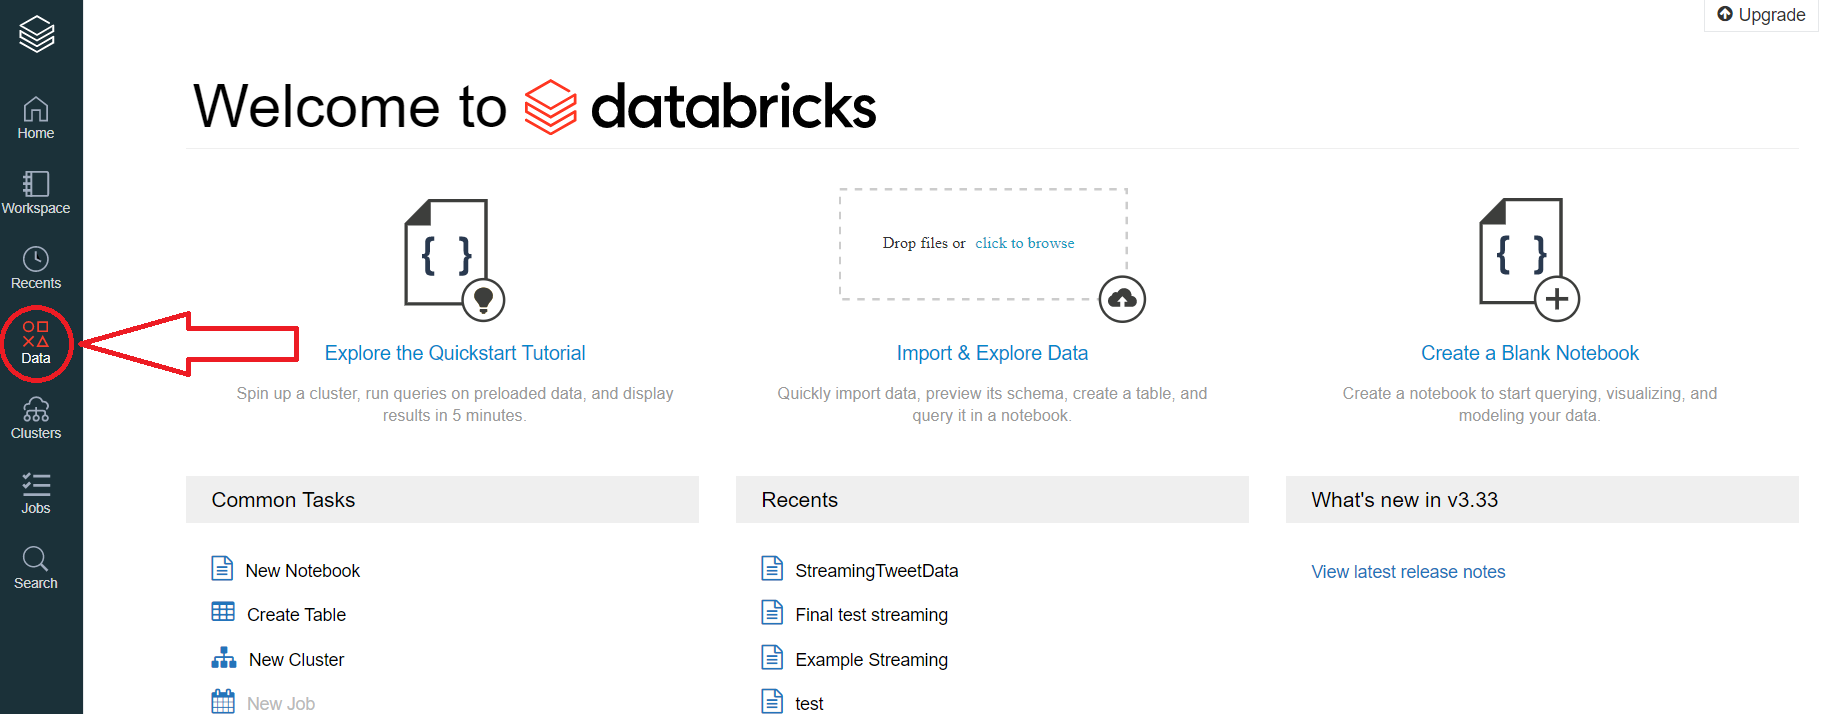 Upgrade
Home
Workspace
Recents
Data
Clusters
Jobs
Search
Welcome to databricks
{ }
Explore the Quickstart Tutorial
Spin up a cluster, run queries on preloaded data, and display
results in 5 minutes.
Drop files or click to browse
Import & Explore Data
Quickly import data, preview its schema, create a table, and
query it in a notebook.
{ }
Create a Blank Notebook
Create a notebook to start querying, visualizing, and
modeling your data.
Common Tasks
New Notebook
Create Table
New Cluster
New Job
Recents
StreamingTweetData
Final test streaming
Example Streaming
test
What's new in v3.33
View latest release notes